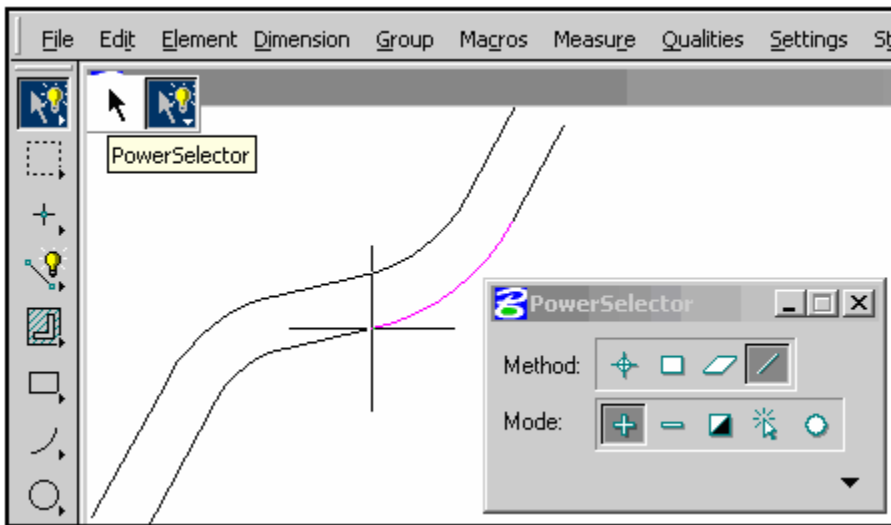 File Edit Element Dimension Group Macros Measure Qualities Settings
PowerSelector
PowerSelector
Method:
Mode: